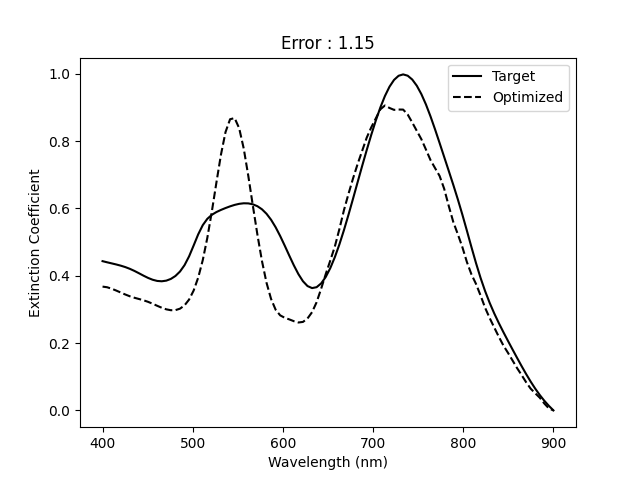 Error : 1.15
Target
Optimized
1.0
0.8
0.6
0.4
0.2
0.0
Extinction Coefficient
400 500 600 700 800 900
Wavelength (nm)